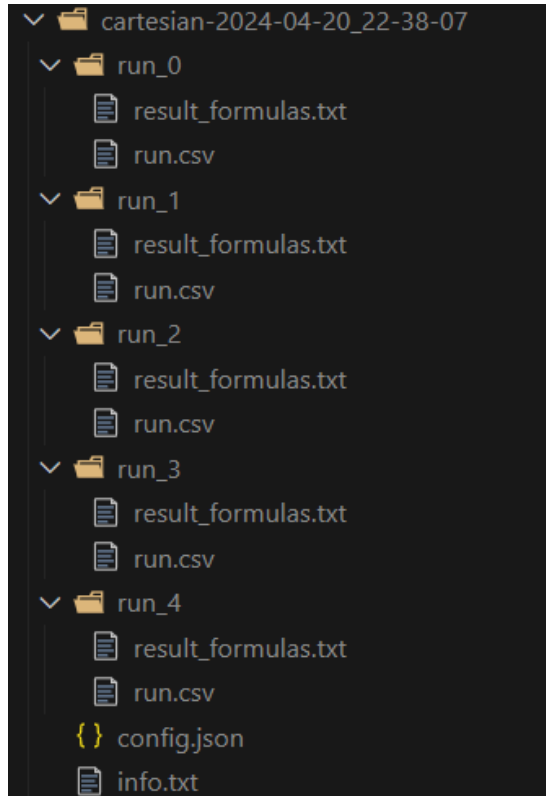 cartesian-2024-04-20_22-38-07
run_0
result_formulas.txt
run.csv
run_1
result_formulas.txt
run.csv
run_2
result_formulas.txt
run.csv
run_3
result_formulas.txt
run.csv
run_4
result_formulas.txt
run.csv
{ } config.json
info.txt